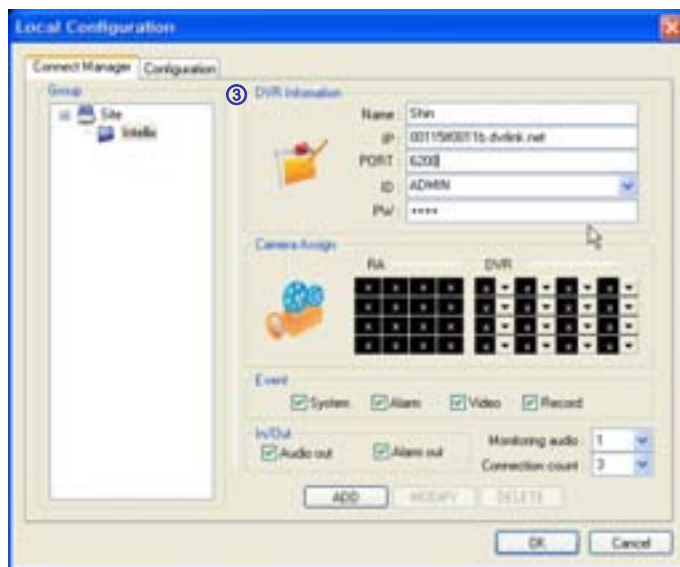 Local Configuration
Connect Manager
Configuration
Group
Site
Intellix
③ DVR Infomation
Name : Shin
PORT : 6200
IP :
ID : ADMIN
PW : ****
Camera Assign
RA
DVR
Event
System
Alarm
Video
Record
In/Out
Audio out
Alarm out
Monitoring audio : 1
Connection count : 3
ADD
MODIFY
DELETE
OK
Cancel